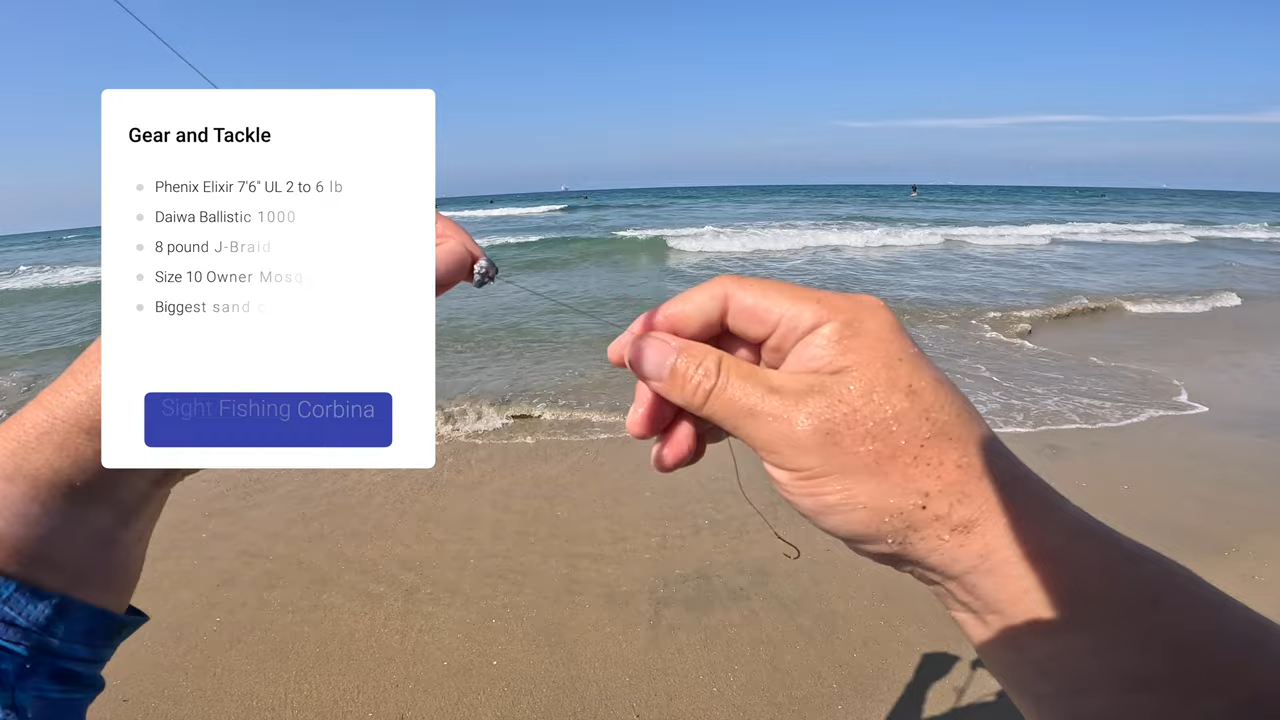 Gear and Tackle
Phenix Elixir 7'6" UL 2 to 6 lb
Daiwa Ballistic 1000
8 pound J-Braid
Size 10 Owner
Biggest sand
Sight Fishing Corbina